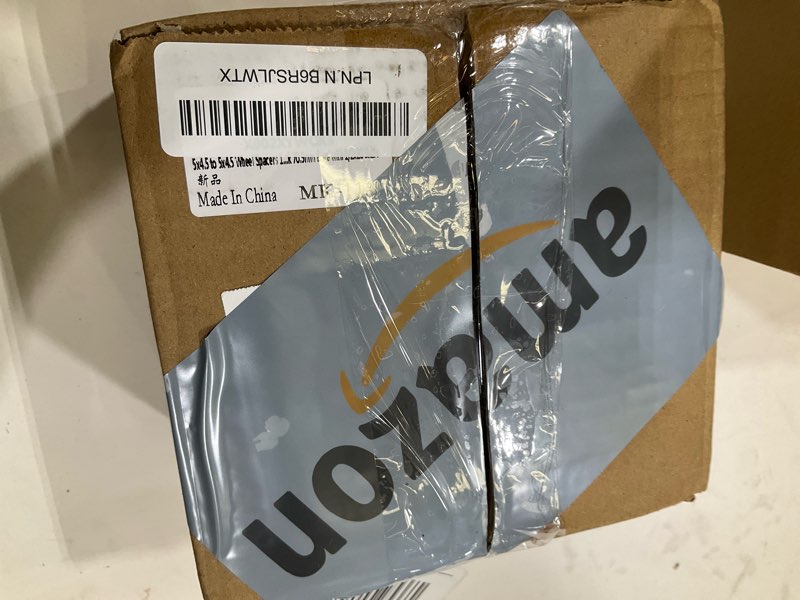 LPN N B6RSJLWTX
5x4.5 to 5x4.5 Wheel Spacers
新品
Made In China
amazon